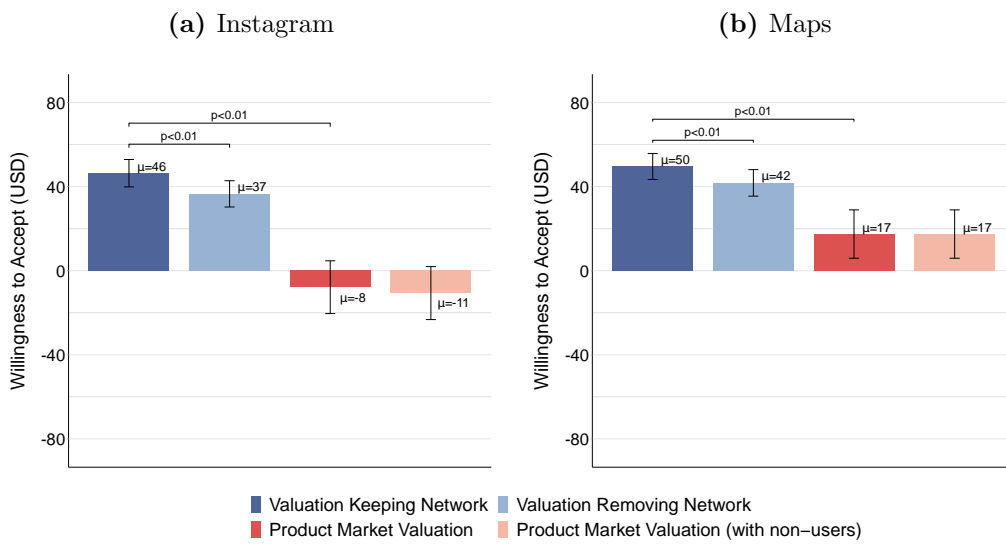 (a) Instagram
Willingness to Accept (USD)
80
40
0
-40
-80
p<0.01
p<0.01
μ=46
μ=37
μ=-8
μ=-11
(b) Maps
Willingness to Accept (USD)
80
40
0
-40
-80
p<0.01
p<0.01
μ=50
μ=42
μ=17
μ=17
Valuation Keeping Network
Valuation Removing Network
Product Market Valuation
Product Market Valuation (with non−users)